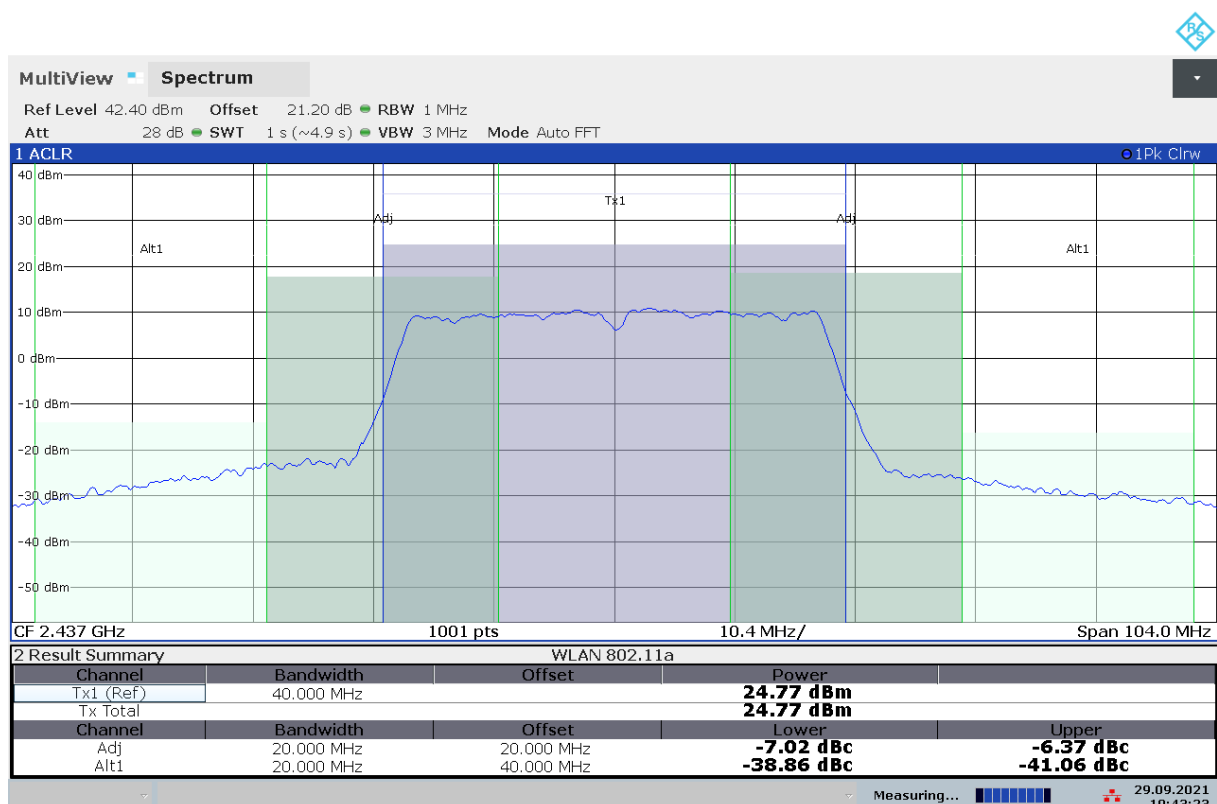 R&S
MultiView Spectrum
Ref Level 42.40 dBm Offset 21.20 dB RBW 1 MHz
Att 28 dB SWT 1 s (~4.9 s) VBW 3 MHz Mode Auto FFT
1 ACLR 1Pk Clrw
40 dBm
Tx1
30 dBm Adj Adj
Alt1 Alt1
20 dBm
10 dBm
0 dBm
-10 dBm
-20 dBm
-30 dBm
-40 dBm
-50 dBm
CF 2.437 GHz 1001 pts 10.4 MHz/ Span 104.0 MHz
2 Result Summary WLAN 802.11a
Channel Bandwidth Offset Power
Tx1 (Ref) 40.000 MHz 24.77 dBm
Tx Total 24.77 dBm
Channel Bandwidth Offset Lower Upper
Adj 20.000 MHz 20.000 MHz -7.02 dBc -6.37 dBc
Alt1 20.000 MHz 40.000 MHz -38.86 dBc -41.06 dBc
Measuring... 29.09.2021